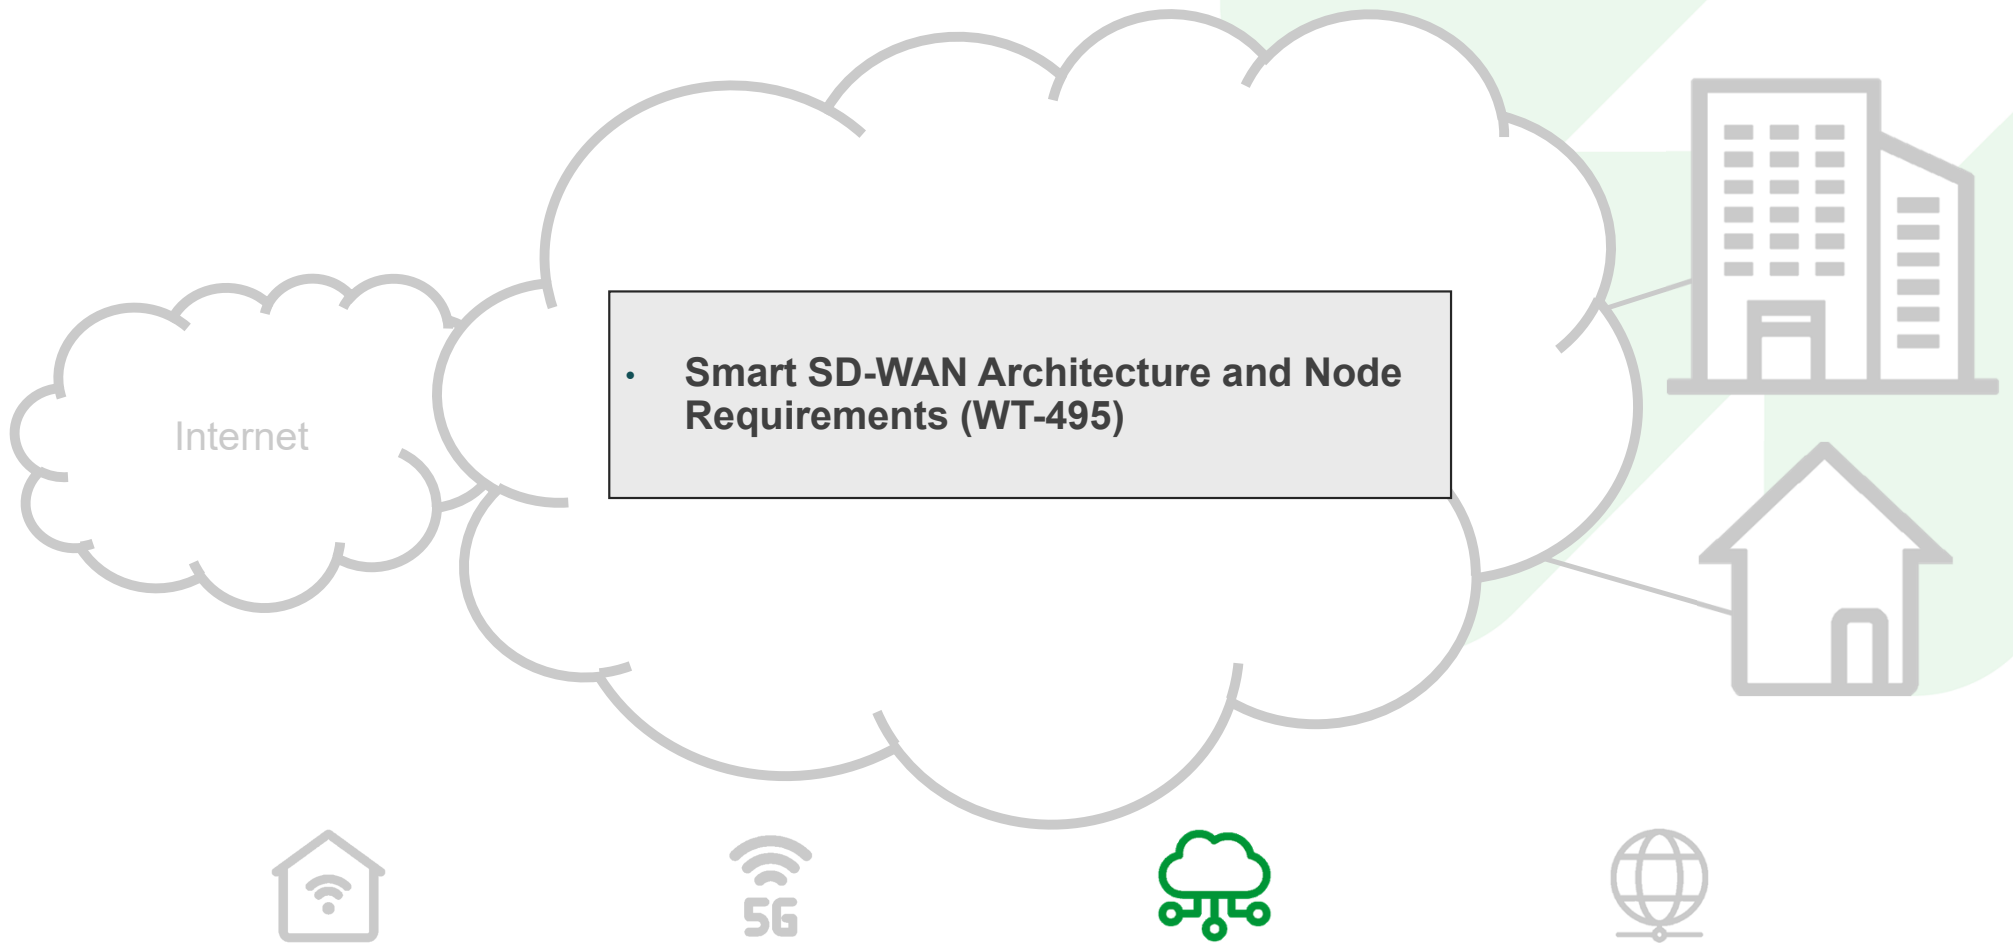 • Smart SD-WAN Architecture and Node
Requirements (WT-495)
Internet
5G